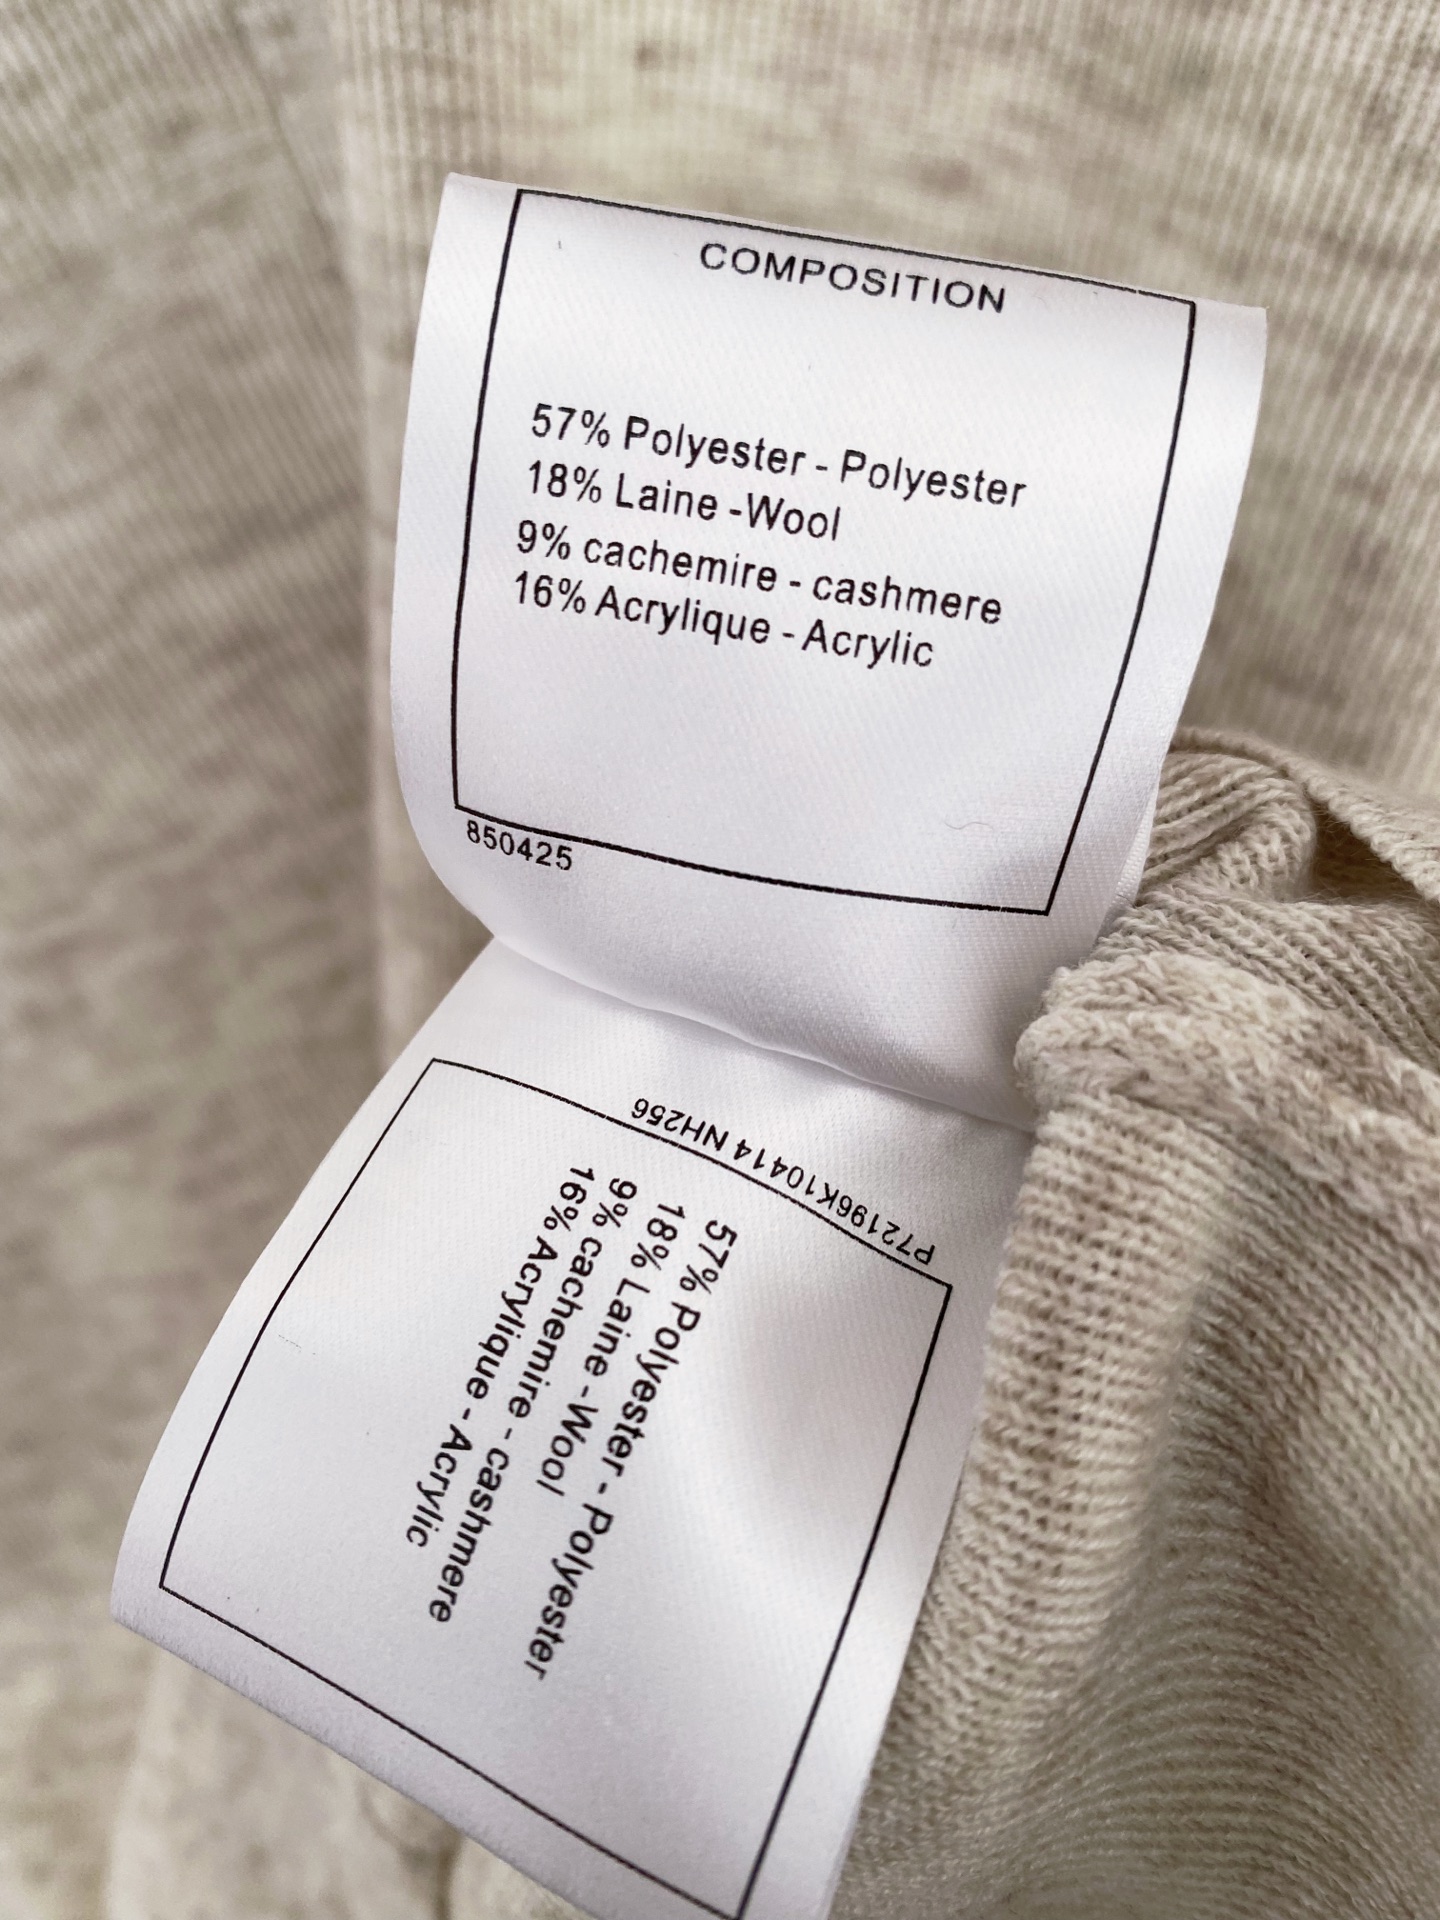 COMPOSITION
57% Polyester - Polyester
18% Laine -Wool
9% cachemire - cashmere
16% Acrylique - Acrylic
850425
P72196K10414 NH256
57% Polyester - Polyester
18% Laine - Wool
9% cachemire - cashmere
16% Acrylique - Acrylic